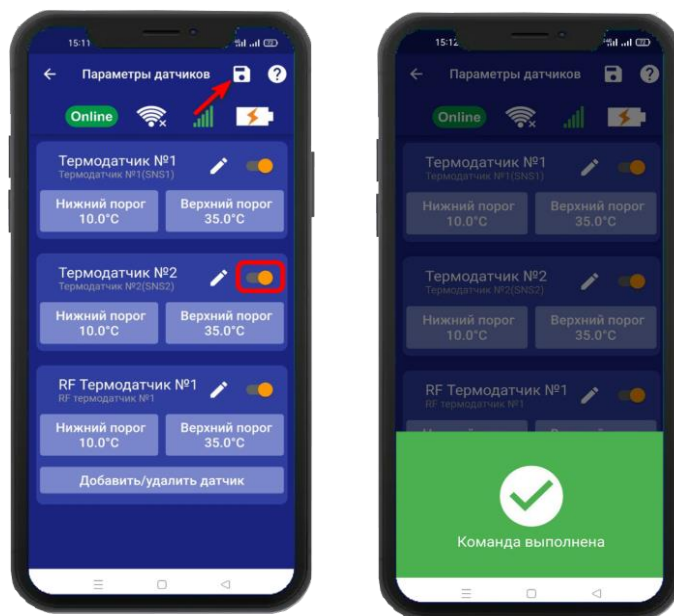 15:11
Параметры датчиков
Online
Термодатчик №1
Термодатчик №1(SNS1)
Нижний порог
10.0°C
Верхний порог
35.0°C
Термодатчик №2
Термодатчик №2(SNS2)
Нижний порог
10.0°C
Верхний порог
35.0°C
RF Термодатчик №1
RF термодатчик №1
Нижний порог
10.0°C
Верхний порог
35.0°C
Добавить/удалить датчик
15:12
Параметры датчиков
Online
Термодатчик №1
Термодатчик №1(SNS1)
Нижний порог
10.0°C
Верхний порог
35.0°C
Термодатчик №2
Термодатчик №2(SNS2)
Нижний порог
10.0°C
Верхний порог
35.0°C
RF Термодатчик №1
RF термодатчик №1
Команда выполнена